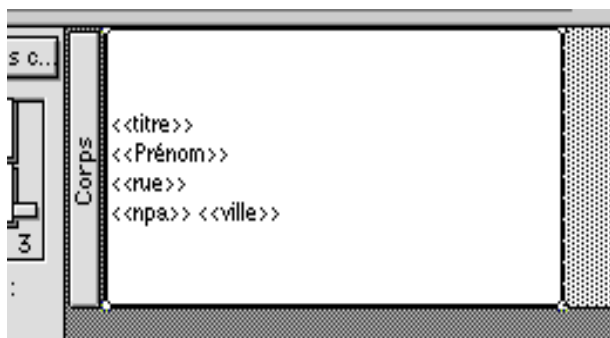 s c...
Corps
<<titre>>
<<Prénom>>
<<rue>>
<<npa>> <<ville>>
3
: